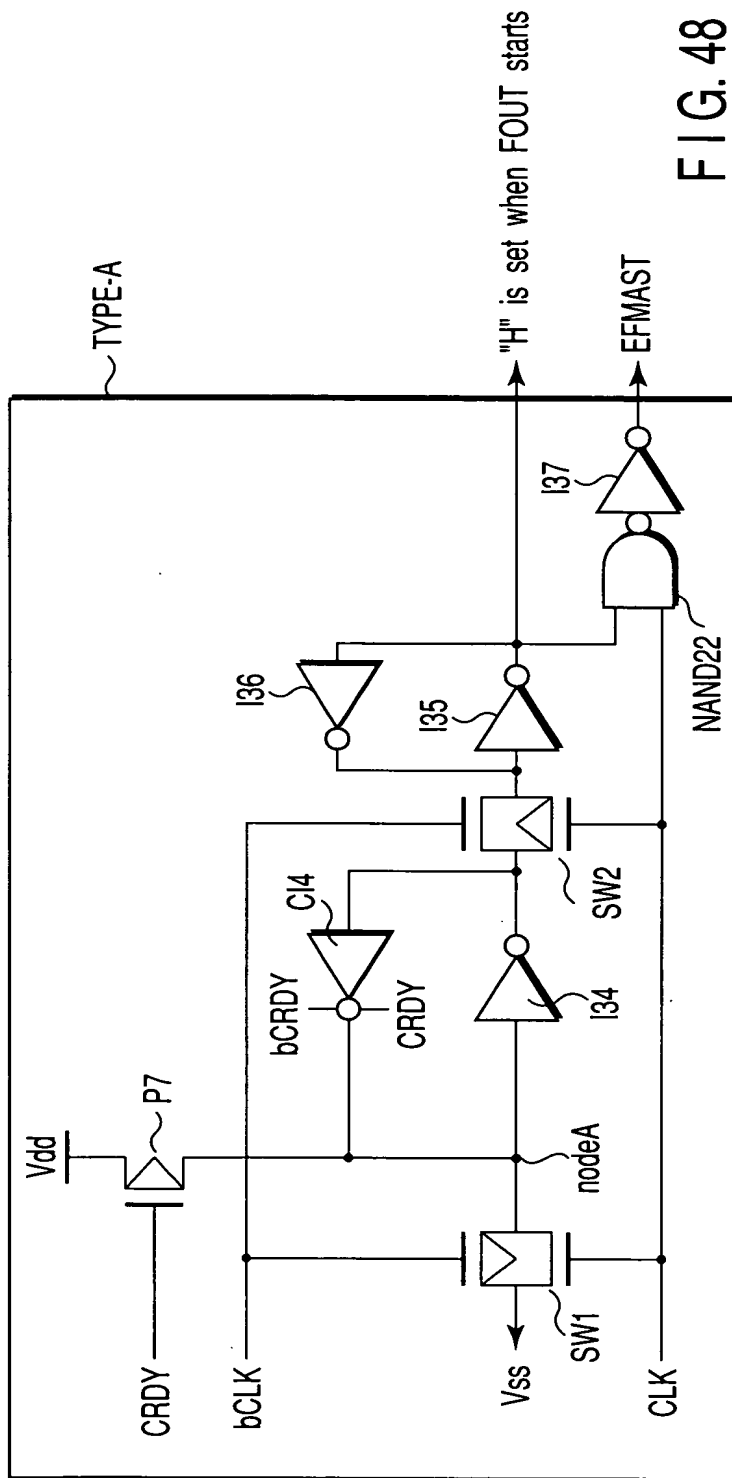 TYPE-A
Vdd
P7
CRDY
bCLK
bCRDY
CI4
CRDY
I36
"H" is set when FOUT starts
I35
I34
nodeA
Vss
SW1
SW2
I37
EFMAST
NAND22
CLK
FIG. 48